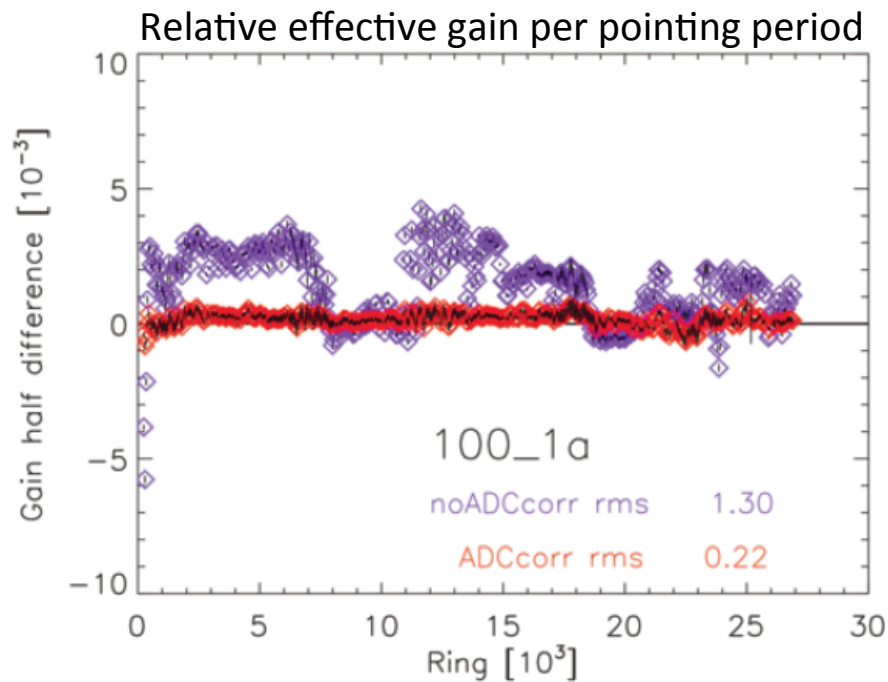 Relative effective gain per pointing period
Gain half difference [10⁻³]
10
5
0
−5
−10
100_1a
noADCcorr rms 1.30
ADCcorr rms 0.22
0 5 10 15 20 25 30
Ring [10³]